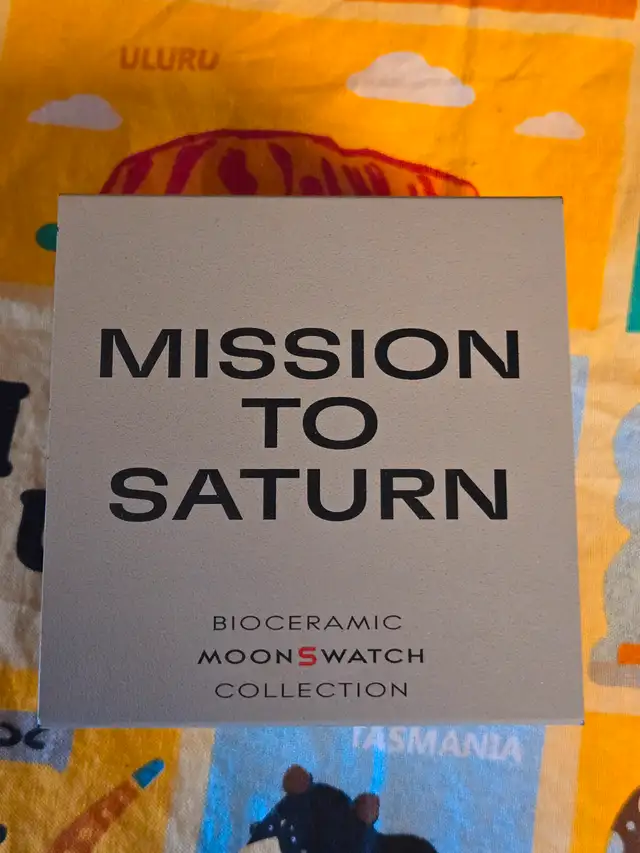 ULURU
MISSION
TO
SATURN
BIOCERAMIC
MOONSWATCH
COLLECTION
TASMANIA